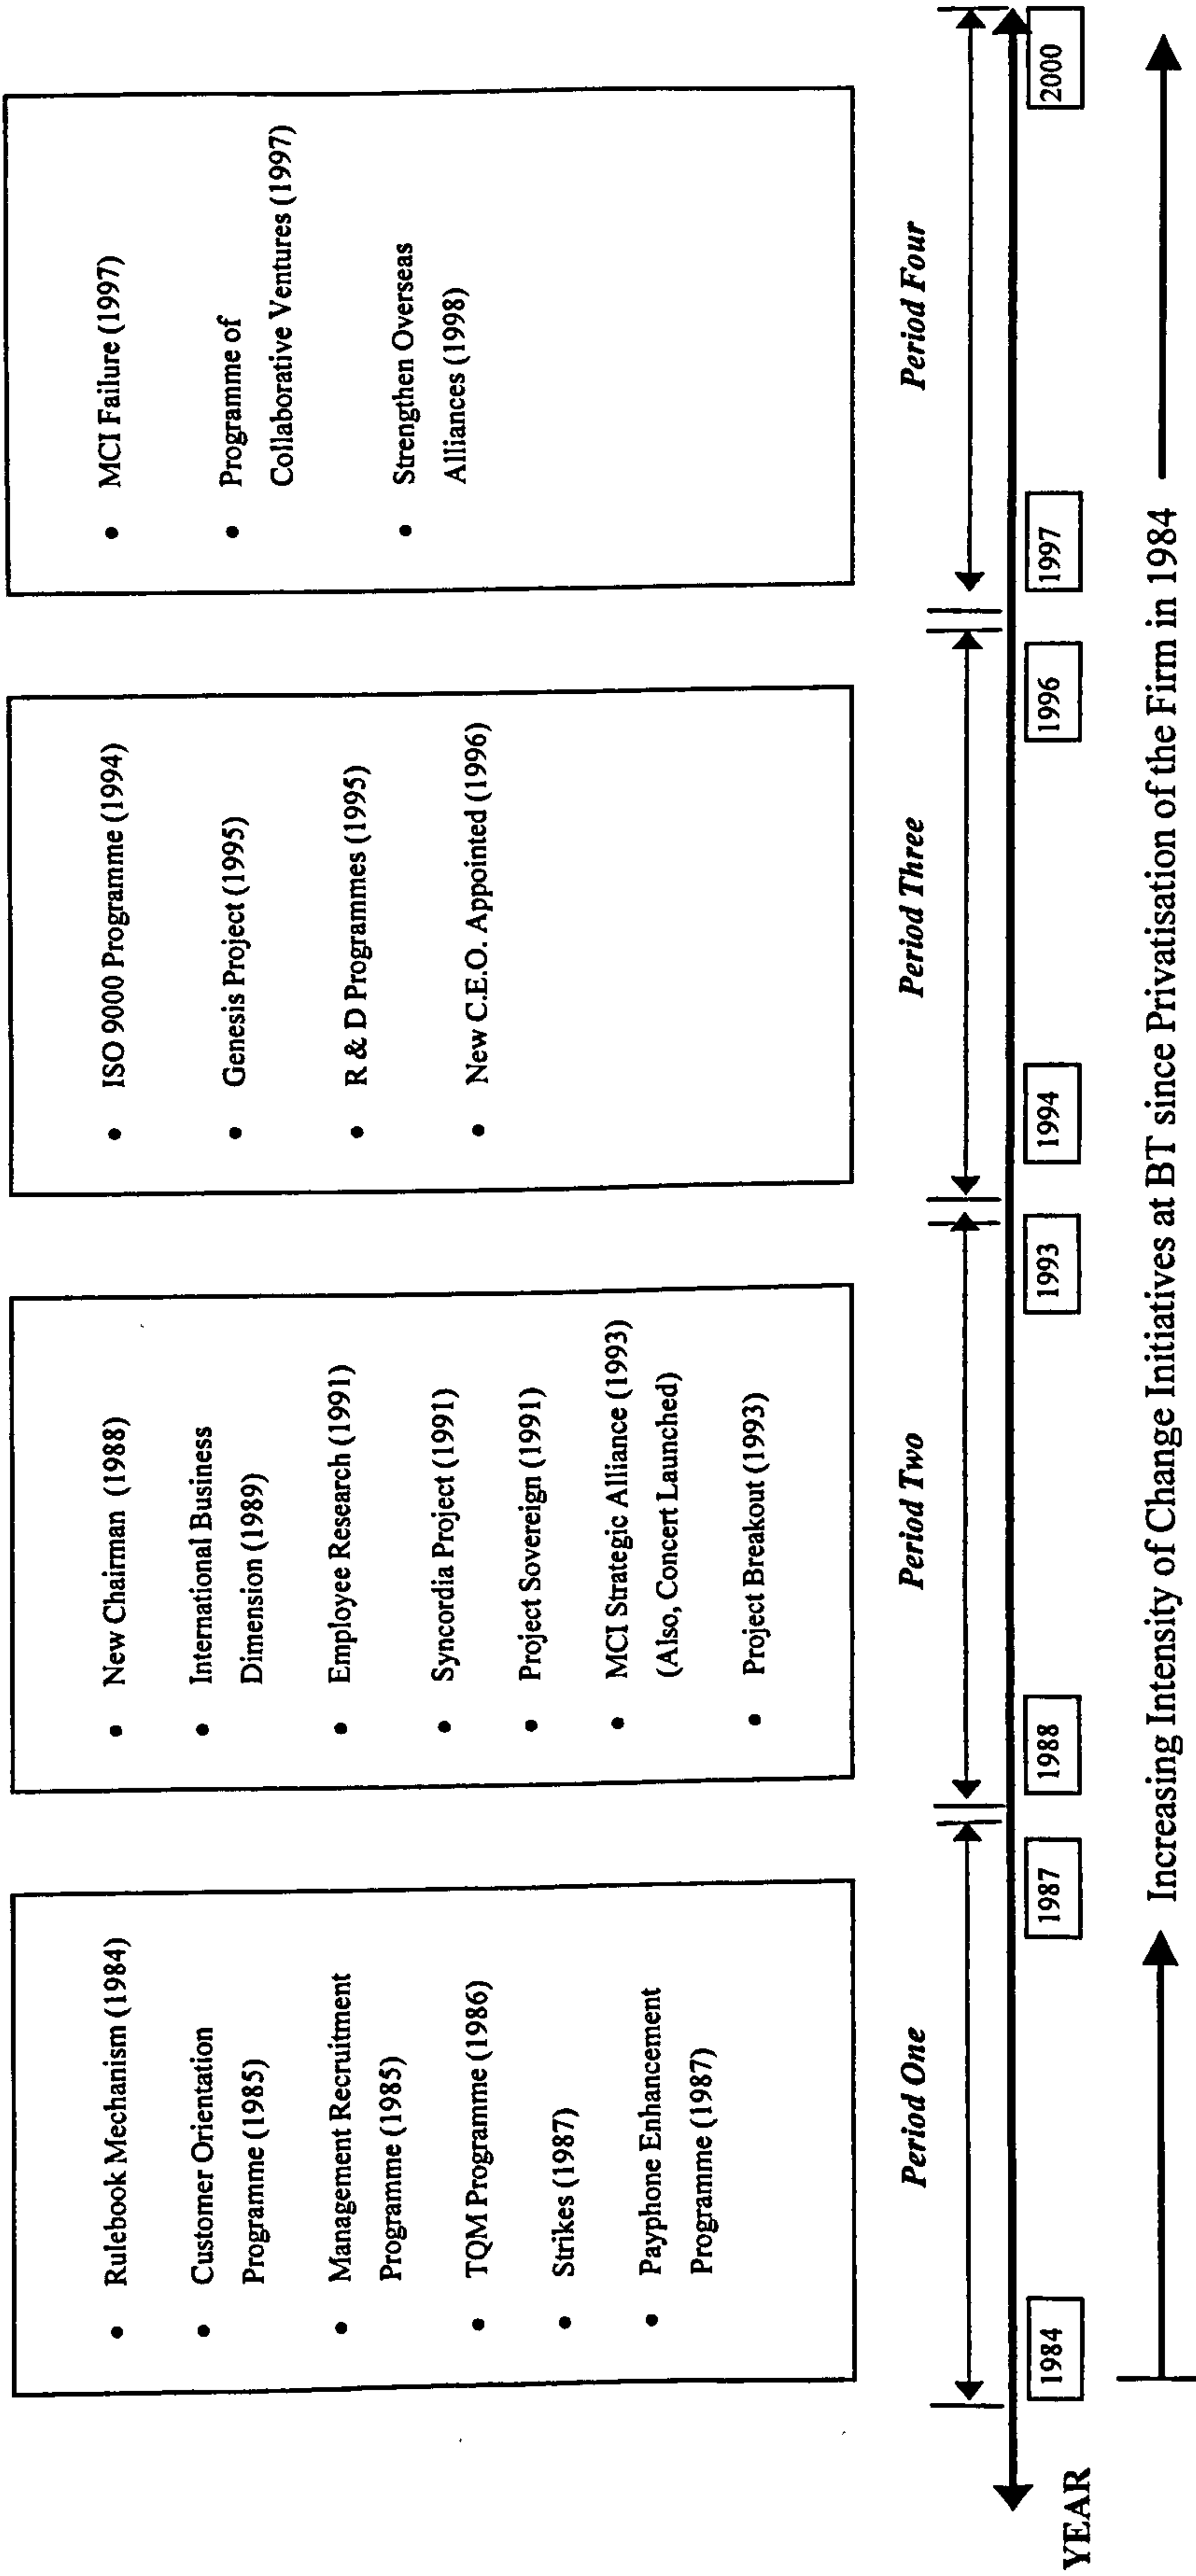 • Rulebook Mechanism (1984)
• Customer Orientation
Programme (1985)
• Management Recruitment
Programme (1985)
• TQM Programme (1986)
• Strikes (1987)
• Payphone Enhancement
Programme (1987)
• New Chairman (1988)
• International Business
Dimension (1989)
• Employee Research (1991)
• Syncordia Project (1991)
• Project Sovereign (1991)
• MCI Strategic Alliance (1993)
(Also, Concert Launched)
• Project Breakout (1993)
• ISO 9000 Programme (1994)
• Genesis Project (1995)
• R & D Programmes (1995)
• New C.E.O. Appointed (1996)
• MCI Failure (1997)
• Programme of
Collaborative Ventures (1997)
• Strengthen Overseas
Alliances (1998)
Period One
Period Two
Period Three
Period Four
YEAR
1984
1987
1988
1993
1994
1996
1997
2000
Increasing Intensity of Change Initiatives at BT since Privatisation of the Firm in 1984